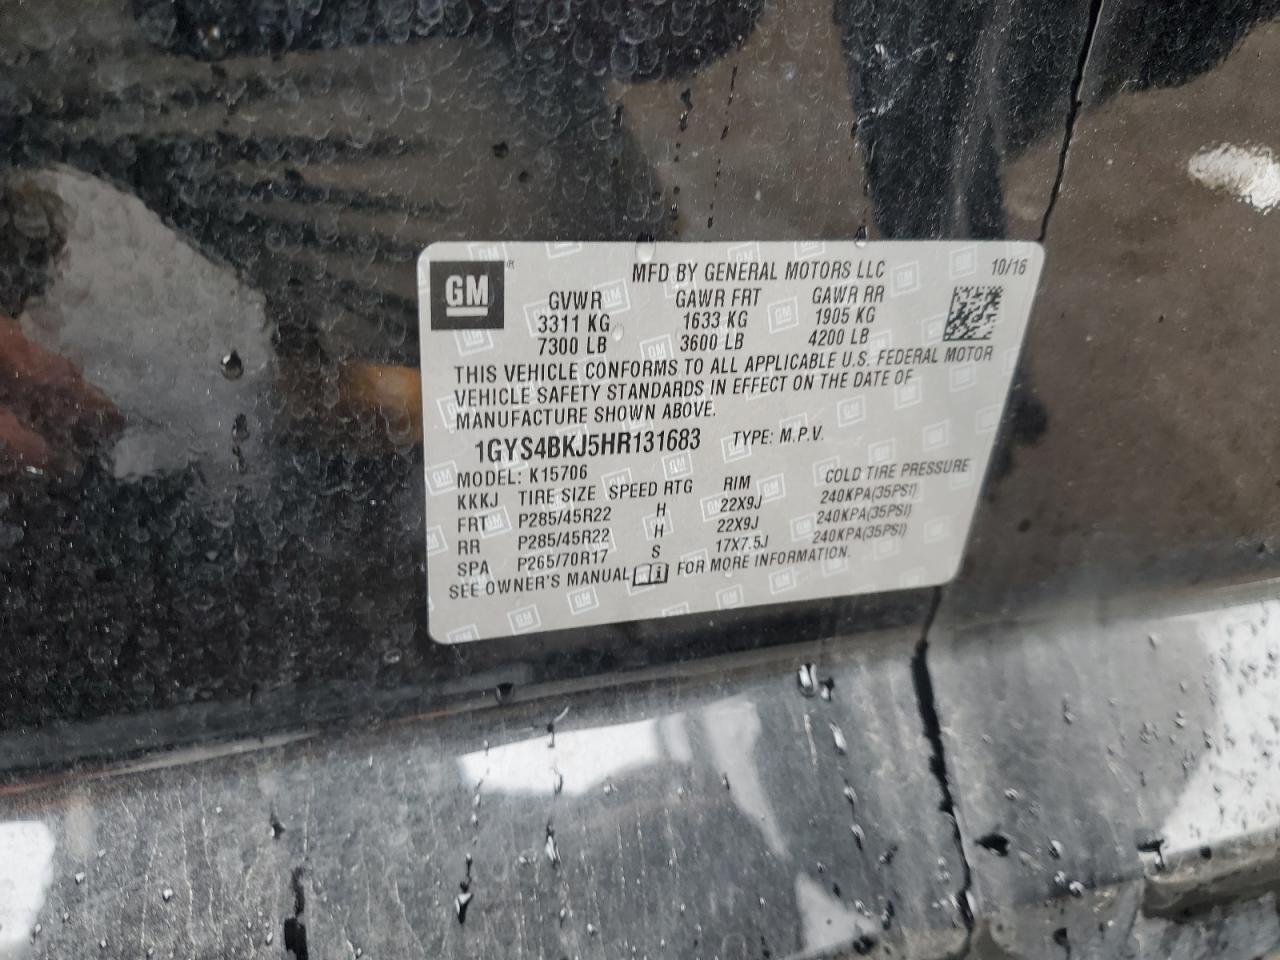 GM
MFD BY GENERAL MOTORS LLC 10/16
GVWR GAWR FRT GAWR RR
3311 KG 1633 KG 1905 KG
7300 LB 3600 LB 4200 LB
THIS VEHICLE CONFORMS TO ALL APPLICABLE U.S. FEDERAL MOTOR
VEHICLE SAFETY STANDARDS IN EFFECT ON THE DATE OF
MANUFACTURE SHOWN ABOVE.
1GYS4BKJ5HR131683 TYPE: M.P.V.
MODEL: K15706
KKKJ TIRE SIZE SPEED RTG RIM COLD TIRE PRESSURE
FRT P285/45R22 H 22X9J 240KPA(35PSI)
RR P285/45R22 H 22X9J 240KPA(35PSI)
SPA P265/70R17 S 17X7.5J 240KPA(35PSI)
SEE OWNER'S MANUAL i FOR MORE INFORMATION.